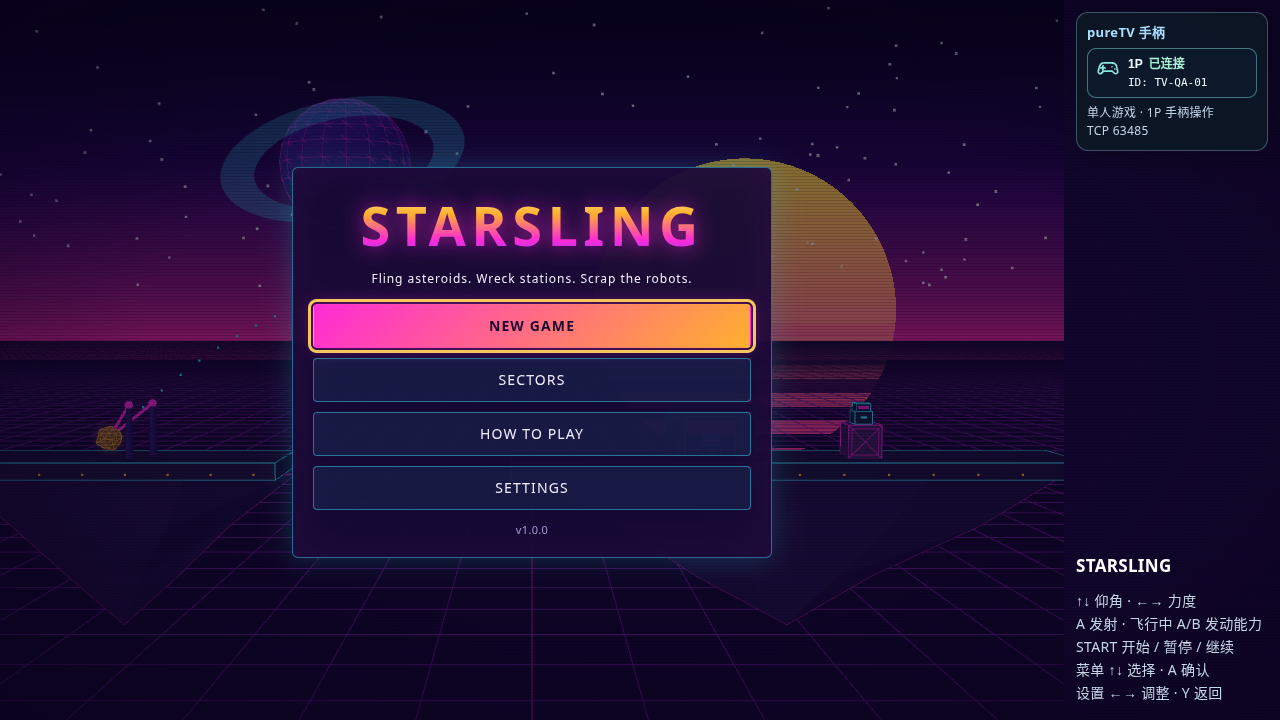 STARSLING
Fling asteroids. Wreck stations. Scrap the robots.
NEW GAME
SECTORS
HOW TO PLAY
SETTINGS
v1.0.0
pureTV 手柄
1P 已连接
ID: TV-QA-01
单人游戏 · 1P 手柄操作
TCP 63485
STARSLING
↑↓ 仰角 · ←→ 力度
A 发射 · 飞行中 A/B 发动能力
START 开始 / 暂停 / 继续
菜单 ↑↓ 选择 · A 确认
设置 ←→ 调整 · Y 返回